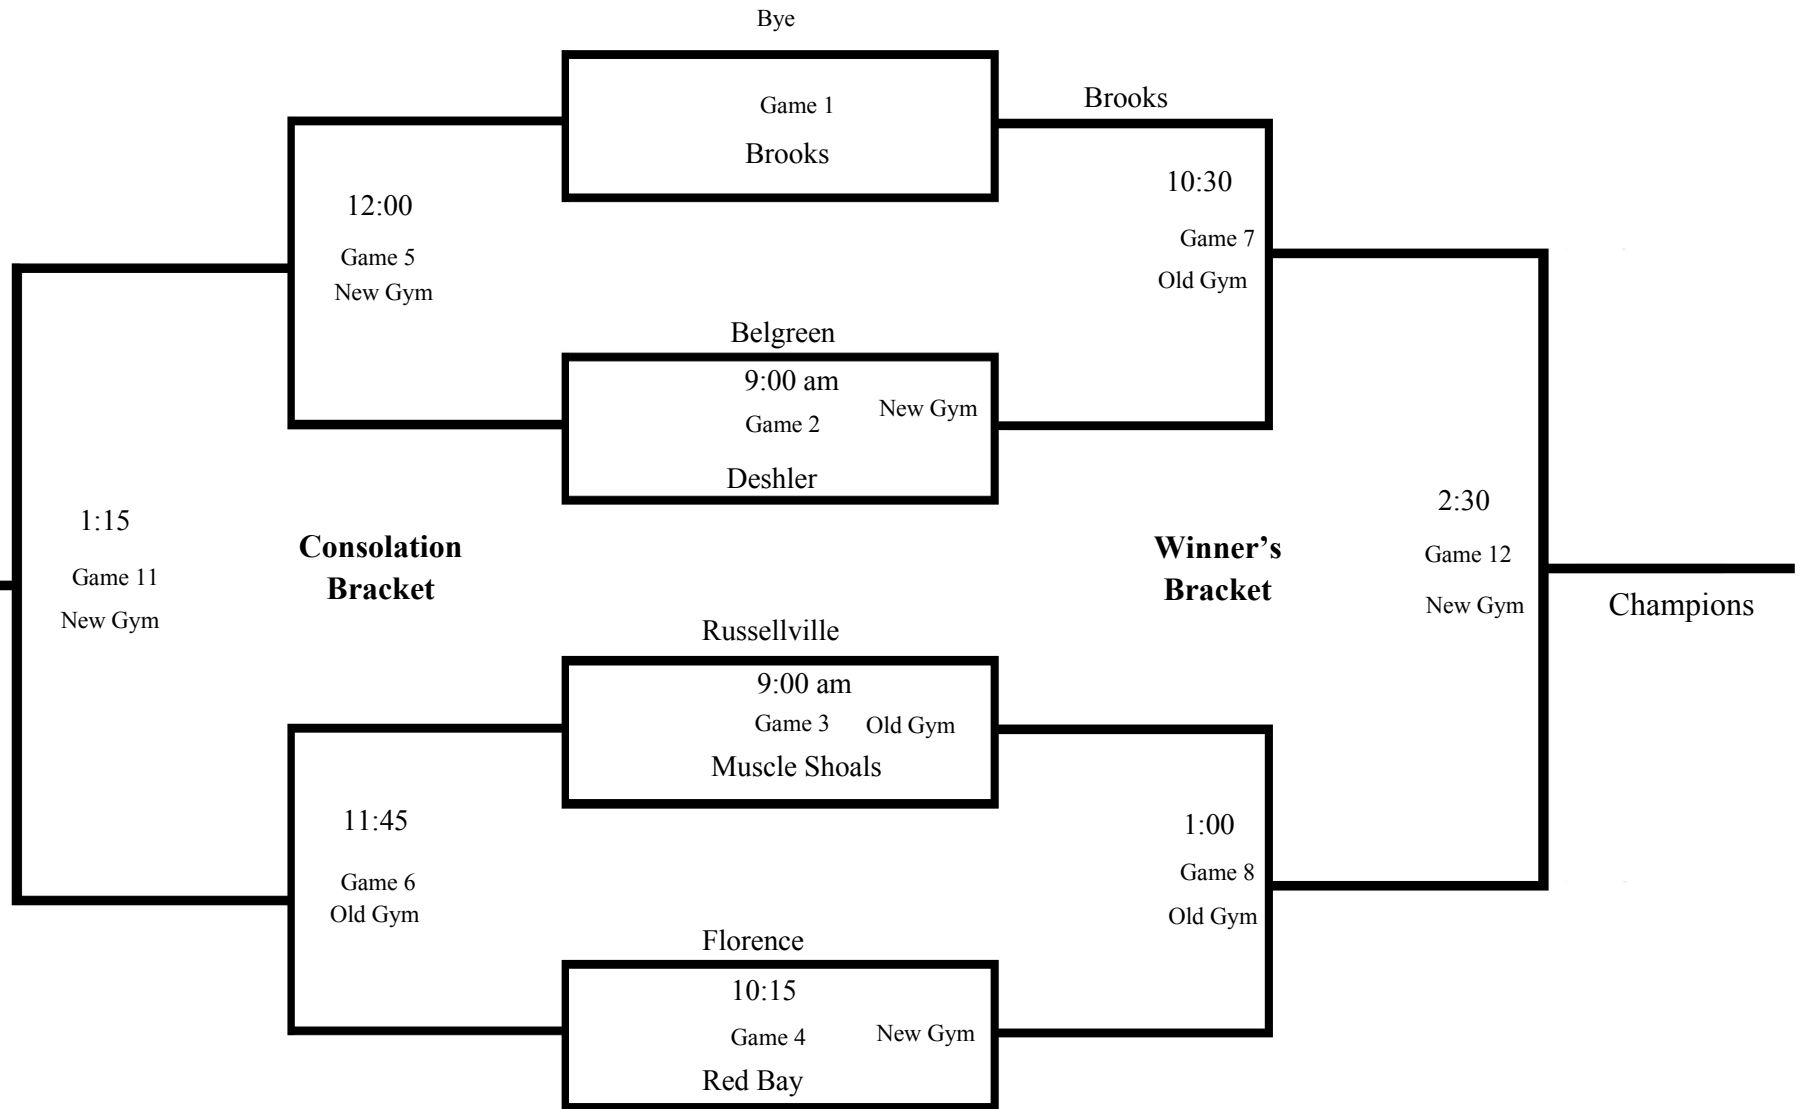 Bye
Game 1
Brooks
Brooks
12:00
Game 5
New Gym
10:30
Game 7
Old Gym
Belgreen
9:00 am
Game 2
New Gym
Deshler
1:15
Game 11
New Gym
Consolation
Bracket
Winner’s
Bracket
2:30
Game 12
New Gym
Champions
Russellville
9:00 am
Game 3
Old Gym
Muscle Shoals
11:45
Game 6
Old Gym
1:00
Game 8
Old Gym
Florence
10:15
Game 4
New Gym
Red Bay